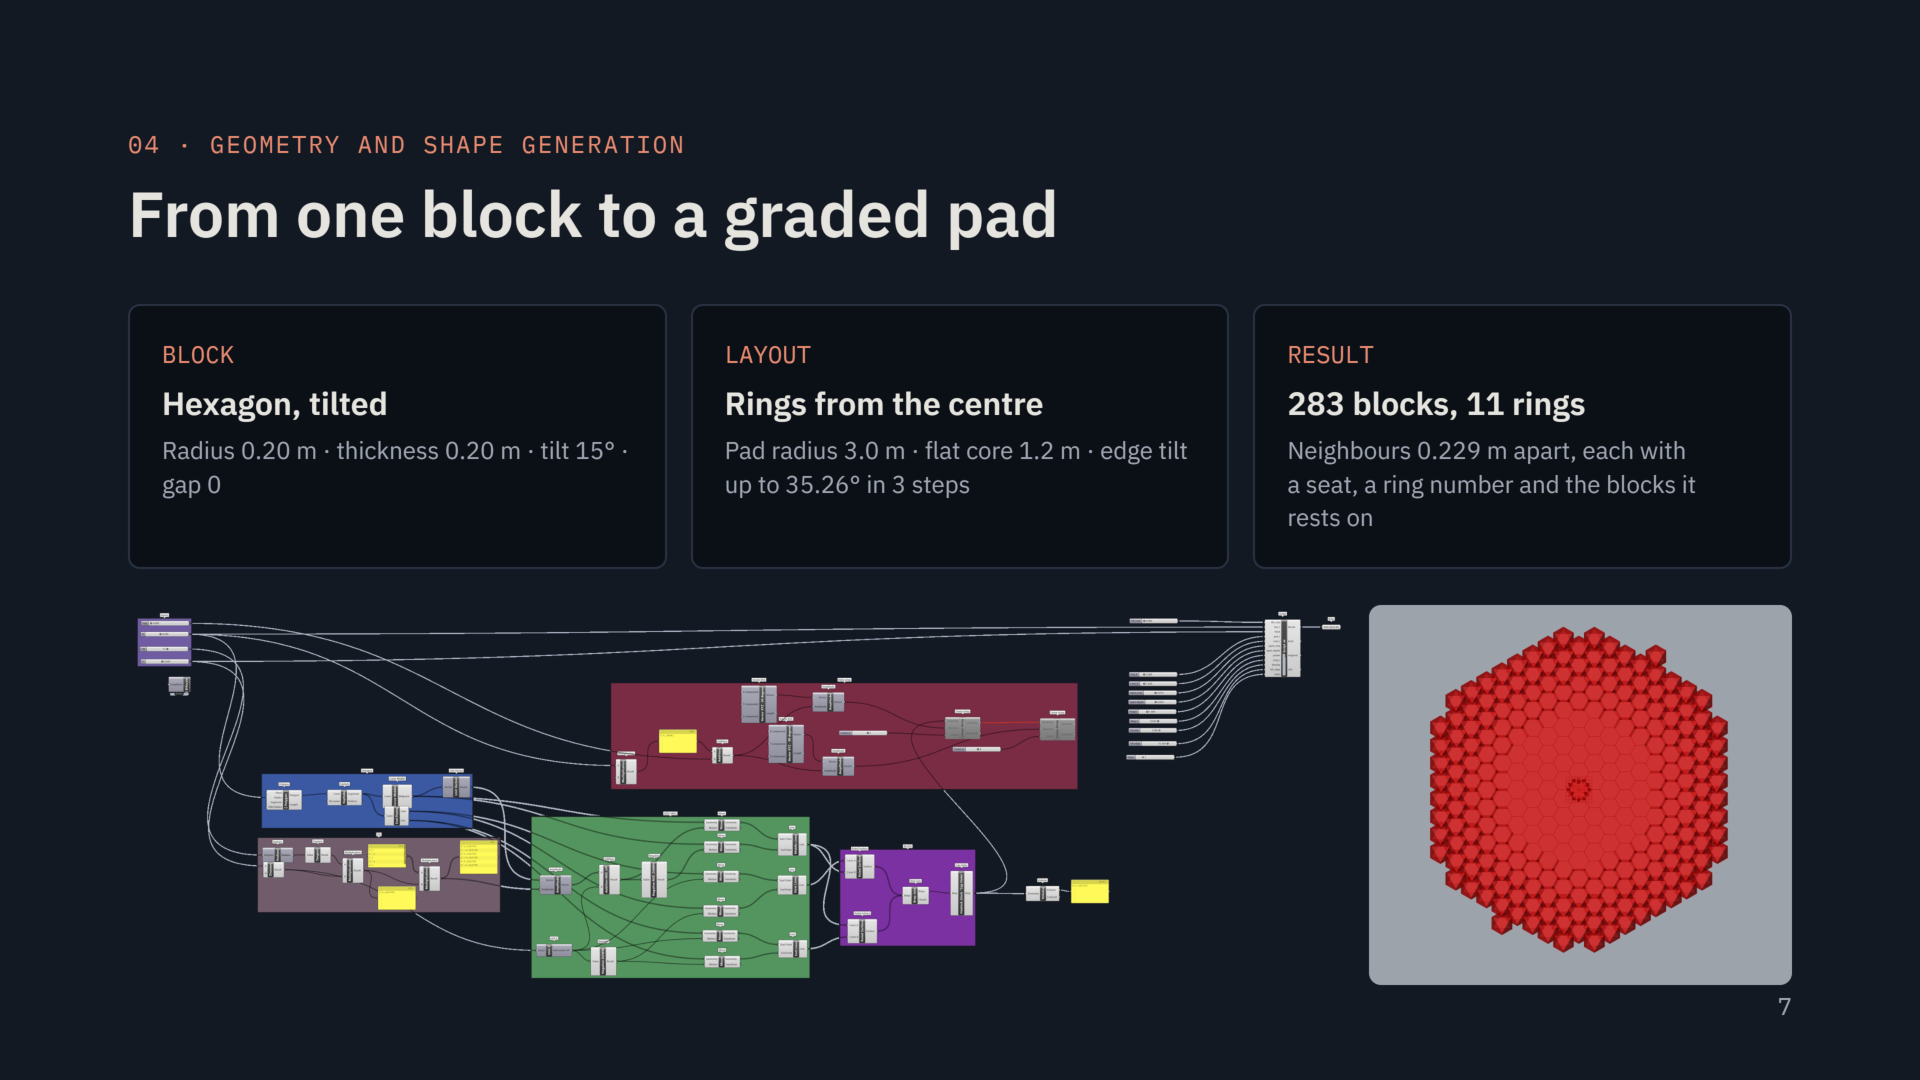 04 · GEOMETRY AND SHAPE GENERATION
From one block to a graded pad
BLOCK
Hexagon, tilted
Radius 0.20 m · thickness 0.20 m · tilt 15° ·
gap 0
LAYOUT
Rings from the centre
Pad radius 3.0 m · flat core 1.2 m · edge tilt
up to 35.26° in 3 steps
RESULT
283 blocks, 11 rings
Neighbours 0.229 m apart, each with
a seat, a ring number and the blocks it
rests on
7